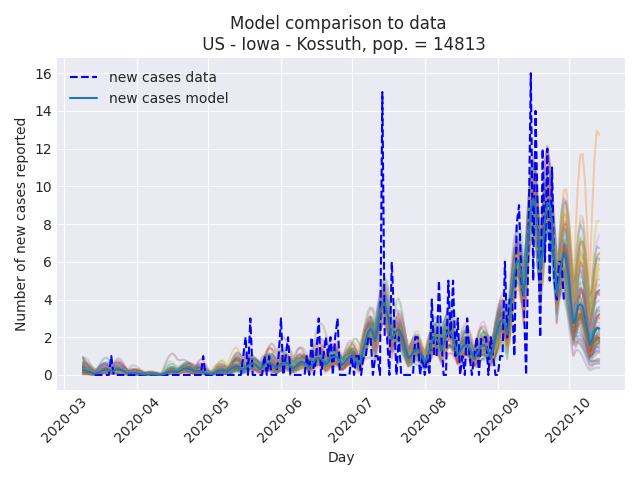 Model comparison to data
US - Iowa - Kossuth, pop. = 14813
new cases data
new cases model
Number of new cases reported
16
14
12
10
8
6
4
2
0
2020-03
2020-04
2020-05
2020-06
2020-07
2020-08
2020-09
2020-10
Day